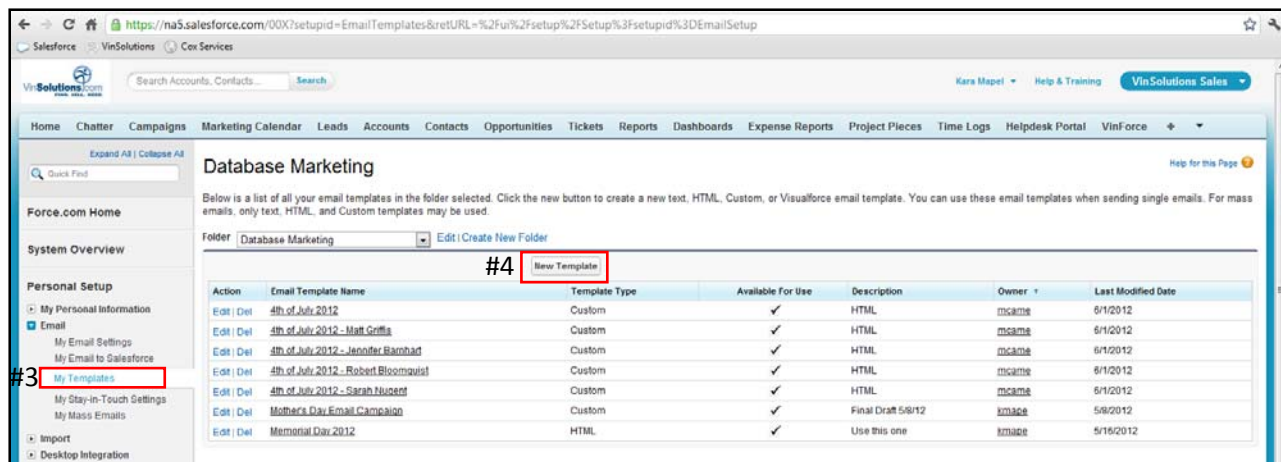 https://na5.salesforce.com/00X?setupid=EmailTemplates&retURL=%2Fui%2Fsetup%2FSetup%3Fsetupid%3DEmailSetup
Salesforce VinSolutions Cox Services
VinSolutions.com
Search Accounts, Contacts... Search
Kara Mapel Help & Training VinSolutions Sales
Home Chatter Campaigns Marketing Calendar Leads Accounts Contacts Opportunities Tickets Reports Dashboards Expense Reports Project Pieces Time Logs Helpdesk Portal VinForce +
Expand All | Collapse All
Quick Find
Force.com Home
System Overview
Personal Setup
My Personal Information
Email
My Email Settings
My Email to Salesforce
#3 My Templates
My Stay-in-Touch Settings
My Mass Emails
Import
Desktop Integration
Database Marketing
Help for this Page
Below is a list of all your email templates in the folder selected. Click the new button to create a new text, HTML, Custom, or Visualforce email template. You can use these email templates when sending single emails. For mass
emails, only text, HTML, and Custom templates may be used.
Folder Database Marketing Edit | Create New Folder
#4 New Template
Action Email Template Name Template Type Available For Use Description Owner ↑ Last Modified Date
Edit | Del 4th of July 2012 Custom ✓ HTML mcame 6/1/2012
Edit | Del 4th of July 2012 - Matt Griffis Custom ✓ HTML mcame 6/1/2012
Edit | Del 4th of July 2012 - Jennifer Barnhart Custom ✓ HTML mcame 6/1/2012
Edit | Del 4th of July 2012 - Robert Bloomquist Custom ✓ HTML mcame 6/1/2012
Edit | Del 4th of July 2012 - Sarah Nugent Custom ✓ HTML mcame 6/1/2012
Edit | Del Mother's Day Email Campaign Custom ✓ Final Draft 5/8/12 kmape 5/8/2012
Edit | Del Memorial Day 2012 HTML ✓ Use this one kmape 5/16/2012